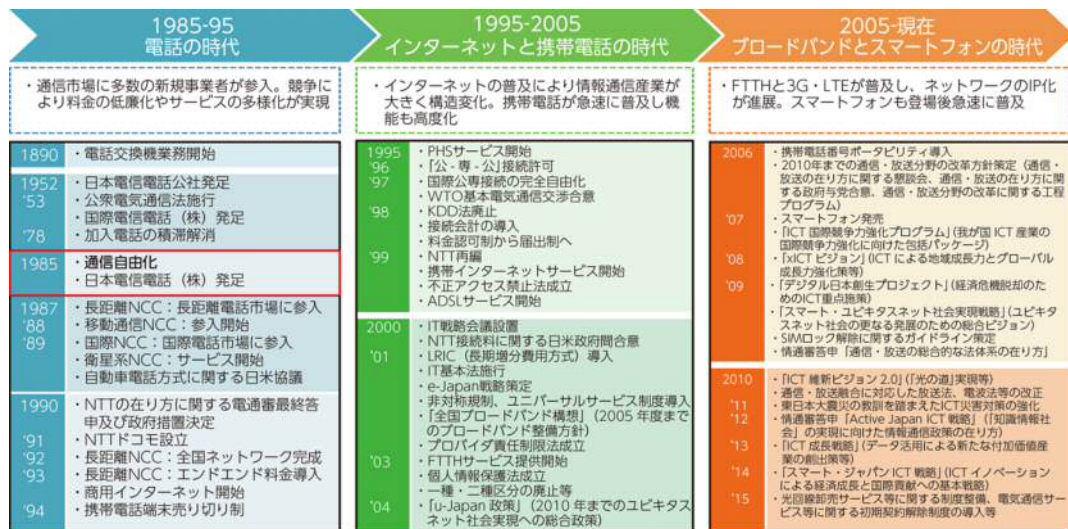 1985-95
電話の時代
・通信市場に多数の新規事業者が参入。競争
により料金の低廉化やサービスの多様化が実現
1890 ・電話交換機業務開始
1952 ・日本電信電話公社発足
'53 ・公衆電気通信法施行
・国際電信電話（株）発足
'78 ・加入電話の積滞解消
1985 ・通信自由化
・日本電信電話（株）発足
1987 ・長距離NCC：長距離電話市場に参入
'88 ・移動通信NCC：参入開始
'89 ・国際NCC：国際電話市場に参入
・衛星系NCC：サービス開始
・自動車電話方式に関する日米協議
1990 ・NTTの在り方に関する電通審最終答
申及び政府措置決定
'91 ・NTTドコモ設立
'92 ・長距離NCC：全国ネットワーク完成
'93 ・長距離NCC：エンドエンド料金導入
・商用インターネット開始
'94 ・携帯電話端末売り切り制
1995-2005
インターネットと携帯電話の時代
・インターネットの普及により情報通信産業が
大きく構造変化。携帯電話が急速に普及し機
能も高度化
1995 ・PHSサービス開始
'96 ・「公-専-公」接続許可
'97 ・国際公専接続の完全自由化
・WTO基本電気通信交渉合意
'98 ・KDD法廃止
・接続会計の導入
・料金認可制から届出制へ
'99 ・NTT再編
・携帯インターネットサービス開始
・不正アクセス禁止法成立
・ADSLサービス開始
2000 ・IT戦略会議設置
・NTT接続料に関する日米政府間合意
'01 ・LRIC（長期増分費用方式）導入
・IT基本法施行
・e-Japan戦略策定
・非対称規制、ユニバーサルサービス制度導入
・「全国ブロードバンド構想」（2005年度まで
のブロードバンド整備方針）
・プロバイダ責任制限法成立
'03 ・FTTHサービス提供開始
・個人情報保護法成立
・一種・二種区分の廃止等
'04 ・「u-Japan 政策」（2010 年までのユビキタス
ネット社会実現への総合政策）
2005-現在
ブロードバンドとスマートフォンの時代
・FTTHと3G・LTEが普及し、ネットワークのIP化
が進展。スマートフォンも登場後急速に普及
2006 ・携帯電話番号ポータビリティ導入
・2010年までの通信・放送分野の改革方針策定（通信・
放送の在り方に関する懇談会、通信・放送の在り方に関
する政府与党合意、通信・放送分野の改革に関する工程
プログラム）
'07 ・スマートフォン発売
・「ICT 国際競争力強化プログラム」（我が国 ICT 産業の
国際競争力強化に向けた包括パッケージ）
'08 ・「xICT ビジョン」（ICT による地域成長力とグローバル
成長力強化策等）
'09 ・「デジタル日本創生プロジェクト」（経済危機脱却のた
めのICT重点施策）
・「スマート・ユビキタスネット社会実現戦略」（ユビキタ
スネット社会の更なる発展のための総合ビジョン）
・SIMロック解除に関するガイドライン策定
・情通審答申「通信・放送の総合的な法体系の在り方」
2010 ・「ICT 維新ビジョン 2.0」（「光の道」実現等）
・通信・放送融合に対応した放送法、電波法等の改正
'11 ・東日本大震災の教訓を踏まえたICT災害対策の強化
'12 ・情通審答申「Active Japan ICT 戦略」（「知識情報社
会」の実現に向けた情報通信政策の在り方）
'13 ・「ICT 成長戦略」（データ活用による新たな付加価値産
業の創出策等）
'14 ・「スマート・ジャパン ICT 戦略」（ICT イノベーション
による経済成長と国際貢献への基本戦略）
'15 ・光回線卸売サービス等に関する制度整備、電気通信サー
ビス等に関する初期契約解除制度の導入等